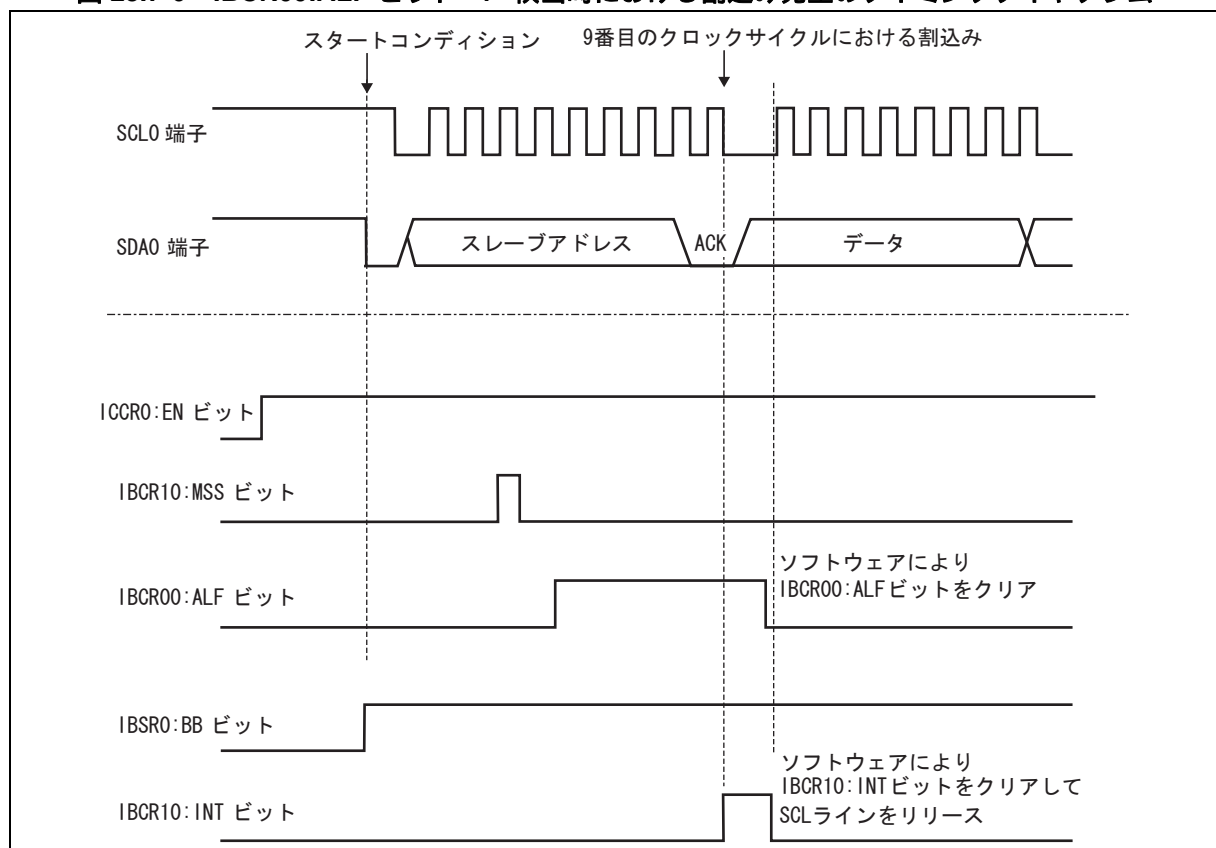 スタートコンディション
9番目のクロックサイクルにおける割込み
SCL0 端子
SDA0 端子
スレーブアドレス
ACK
データ
ICCR0:EN ビット
IBCR10:MSS ビット
IBCR00:ALF ビット
ソフトウェアにより
IBCR00:ALFビットをクリア
IBSR0:BB ビット
IBCR10:INT ビット
ソフトウェアにより
IBCR10:INTビットをクリアして
SCLラインをリリース